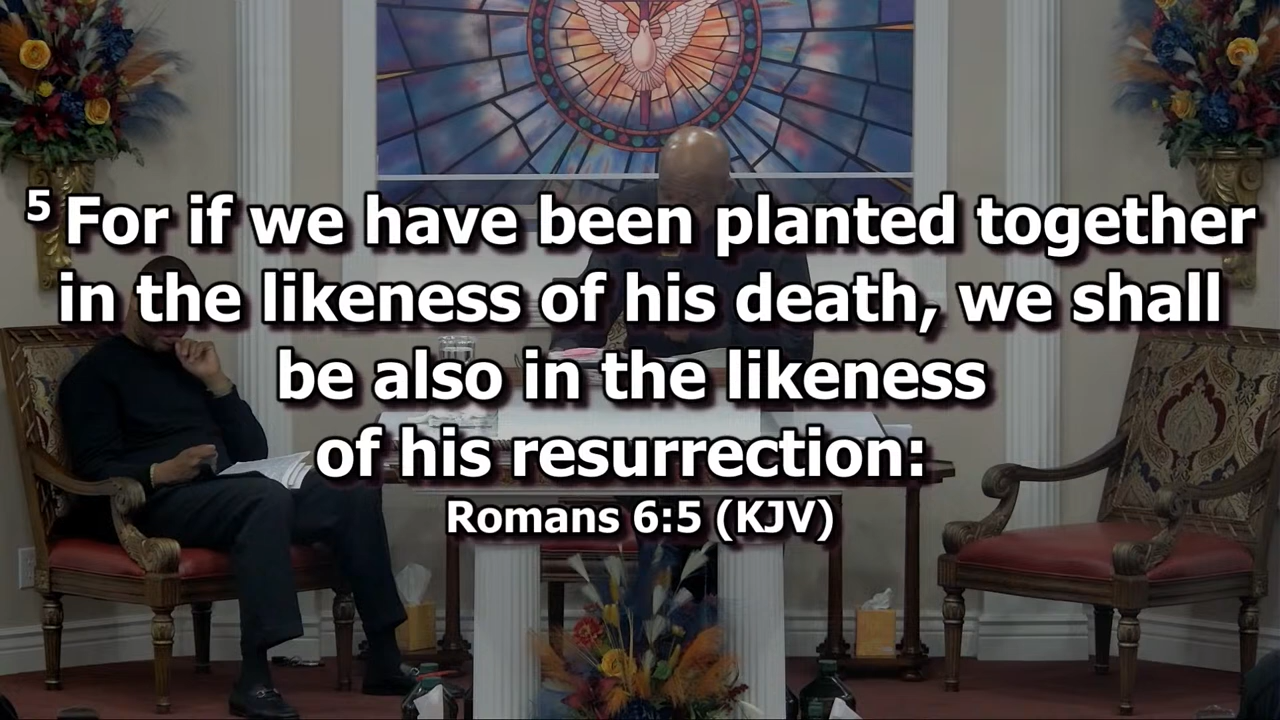 5 For if we have been planted together
in the likeness of his death, we shall
be also in the likeness
of his resurrection:
Romans 6:5 (KJV)